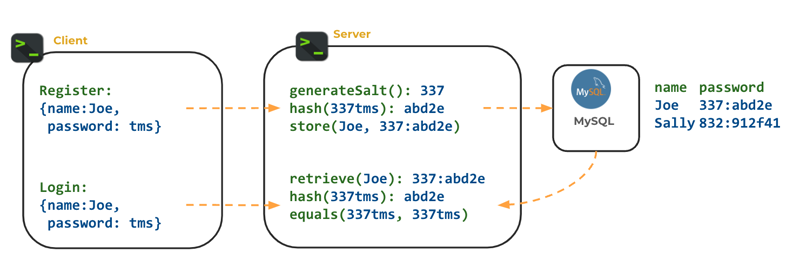 Client
Register:
{name:Joe,
password: tms}
Login:
{name:Joe,
password: tms}
Server
generateSalt(): 337
hash(337tms): abd2e
store(Joe, 337:abd2e)
retrieve(Joe): 337:abd2e
hash(337tms): abd2e
equals(337tms, 337tms)
MySQL
MySQL
name password
Joe 337:abd2e
Sally 832:912f41